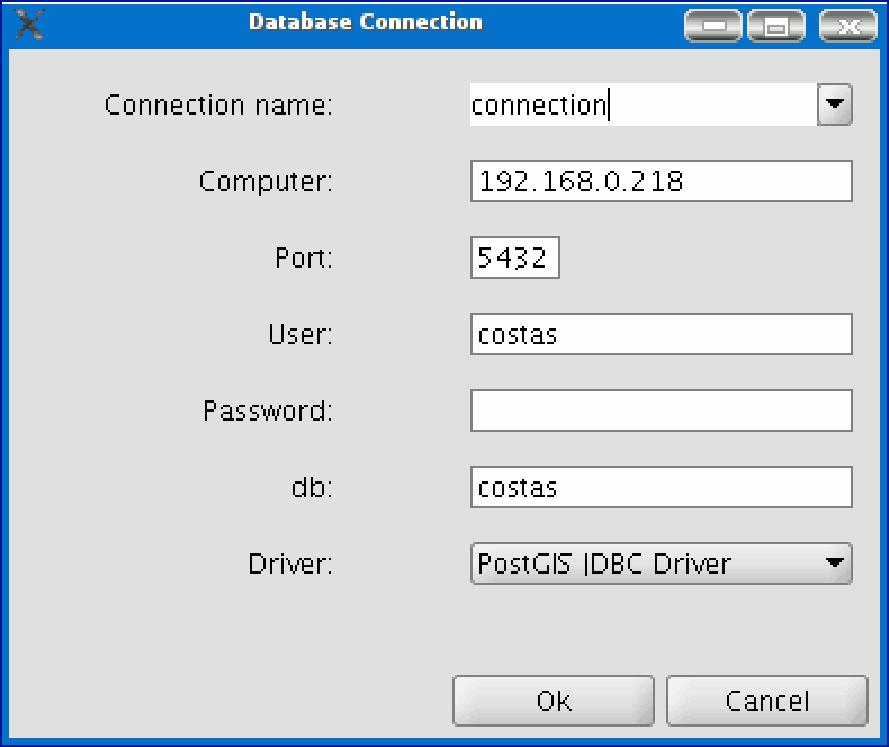 Database Connection
Connection name: connection
Computer: 192.168.0.218
Port: 5432
User: costas
Password:
db: costas
Driver: PostGIS JDBC Driver
Ok Cancel